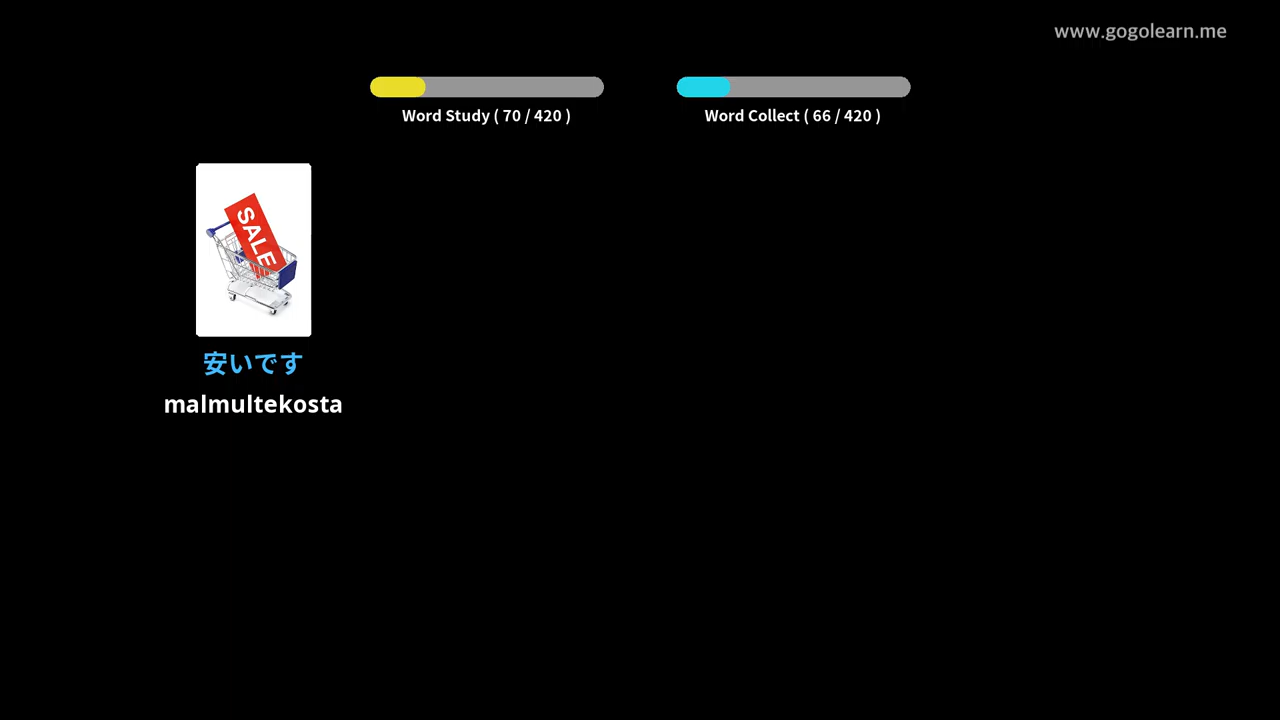 www.gogolearn.me
Word Study ( 70 / 420 )
Word Collect ( 66 / 420 )
SALE
安いです
malmultekosta